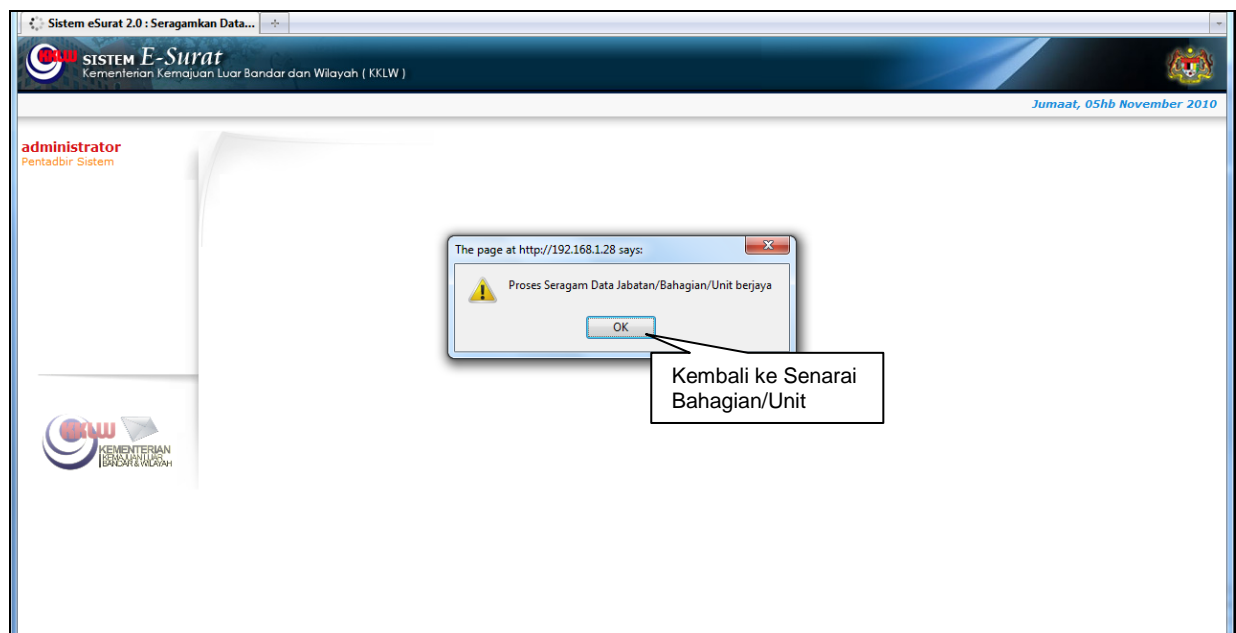 Sistem eSurat 2.0 : Seragamkan Data...
KKLW
SISTEM E-Surat
Kementerian Kemajuan Luar Bandar dan Wilayah ( KKLW )
Jumaat, 05hb November 2010
administrator
Pentadbir Sistem
The page at http://192.168.1.28 says:
Proses Seragam Data Jabatan/Bahagian/Unit berjaya
OK
Kembali ke Senarai
Bahagian/Unit
KKLW
KEMENTERIAN
KEMAJUAN LUAR
BANDAR & WILAYAH